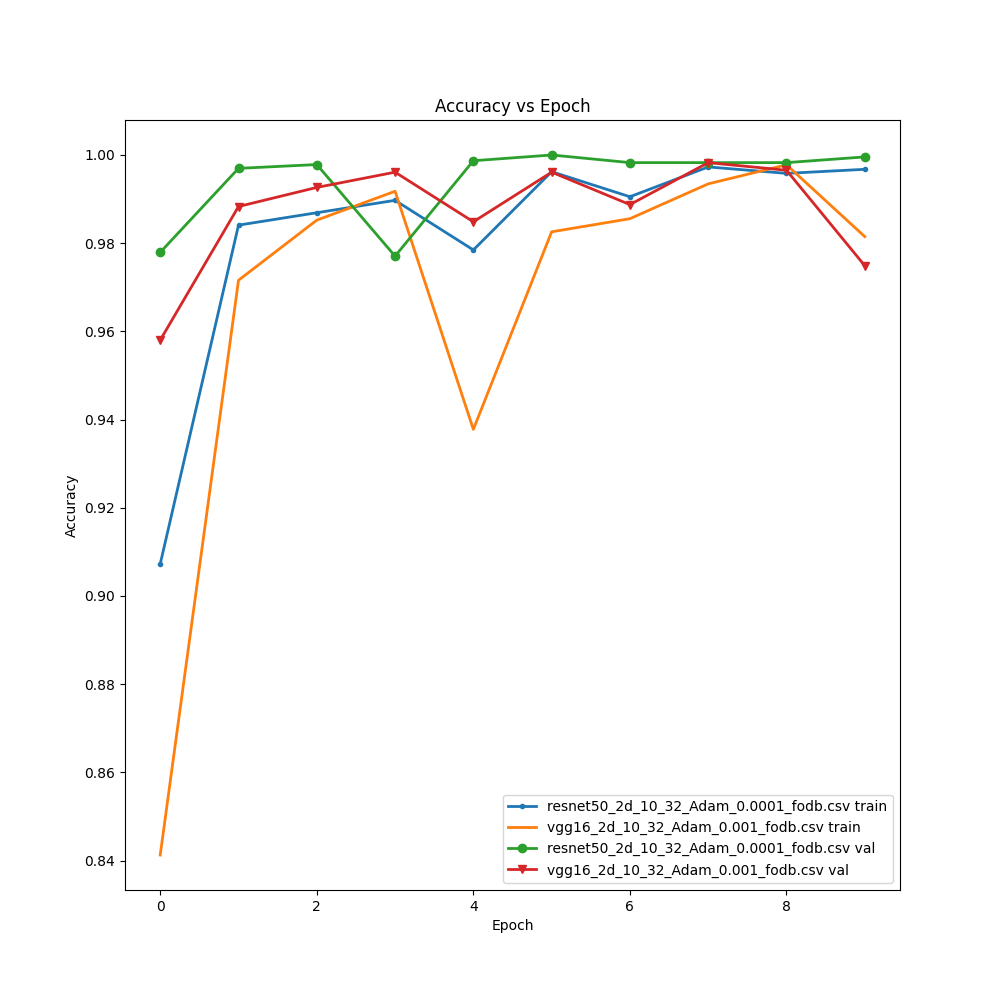 Accuracy vs Epoch
1.00
0.98
0.96
0.94
0.92
0.90
0.88
0.86
0.84
Accuracy
0 2 4 6 8
Epoch
resnet50_2d_10_32_Adam_0.0001_fodb.csv train
vgg16_2d_10_32_Adam_0.001_fodb.csv train
resnet50_2d_10_32_Adam_0.0001_fodb.csv val
vgg16_2d_10_32_Adam_0.001_fodb.csv val